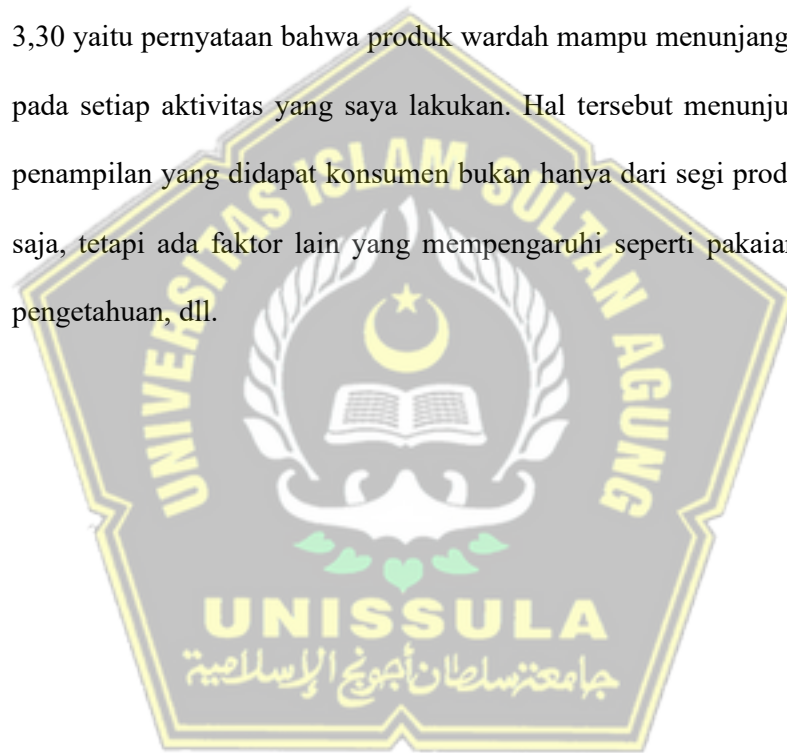 3,30 yaitu pernyataan bahwa produk wardah mampu menunjang
pada setiap aktivitas yang saya lakukan. Hal tersebut menunju
penampilan yang didapat konsumen bukan hanya dari segi prod
saja, tetapi ada faktor lain yang mempengaruhi seperti pakaian
pengetahuan, dll.
UNIVERSITAS ISLAM SULTAN AGUNG
UNISSULA
جامعة سلطان أجونج الإسلامية